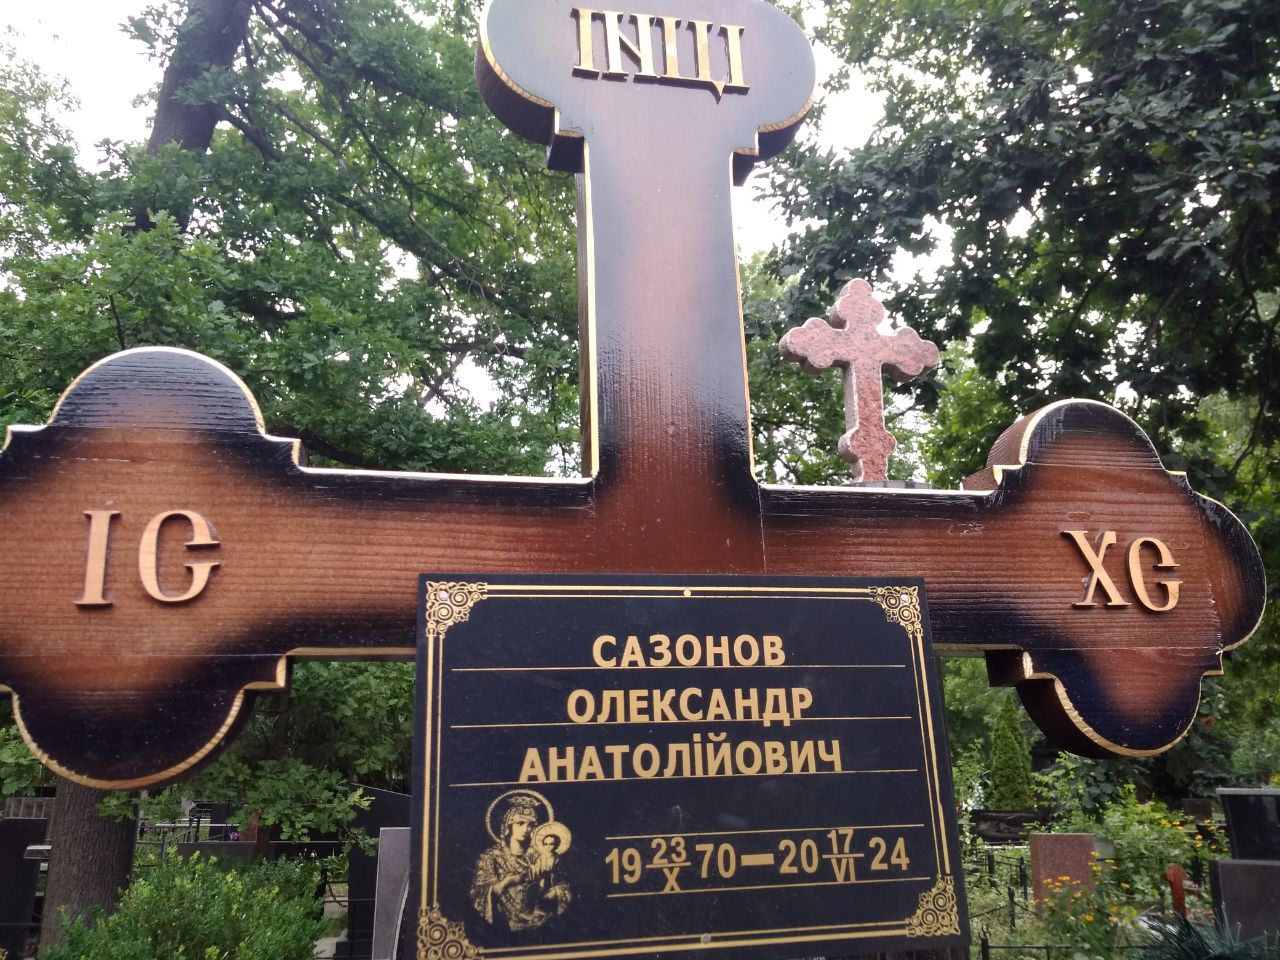 ІНЦІ
ІС ХС
САЗОНОВ
ОЛЕКСАНДР
АНАТОЛІЙОВИЧ
19 23/X 70—20 17/VI 24